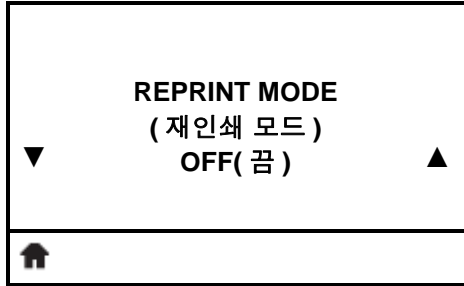 REPRINT MODE
( 재인쇄 모드 )
▼ OFF( 끔 ) ▲